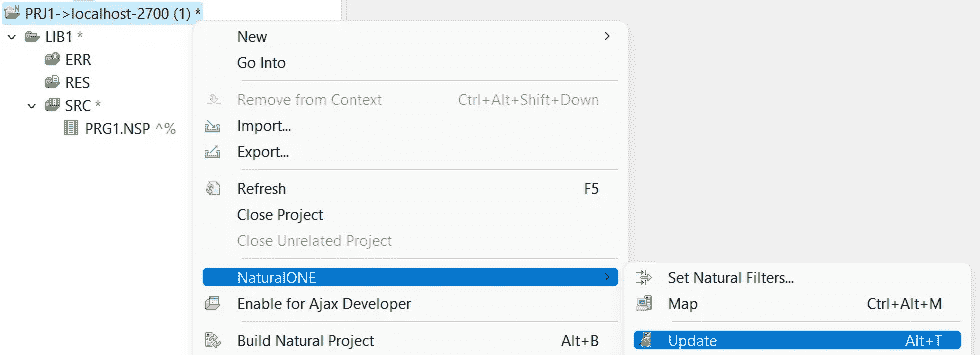 PRJ1->localhost-2700 (1) *
LIB1 *
ERR
RES
SRC *
PRG1.NSP ^%
New
Go Into
Remove from Context Ctrl+Alt+Shift+Down
Import...
Export...
Refresh F5
Close Project
Close Unrelated Project
NaturalONE
Enable for Ajax Developer
Build Natural Project Alt+B
Set Natural Filters...
Map Ctrl+Alt+M
Update Alt+T